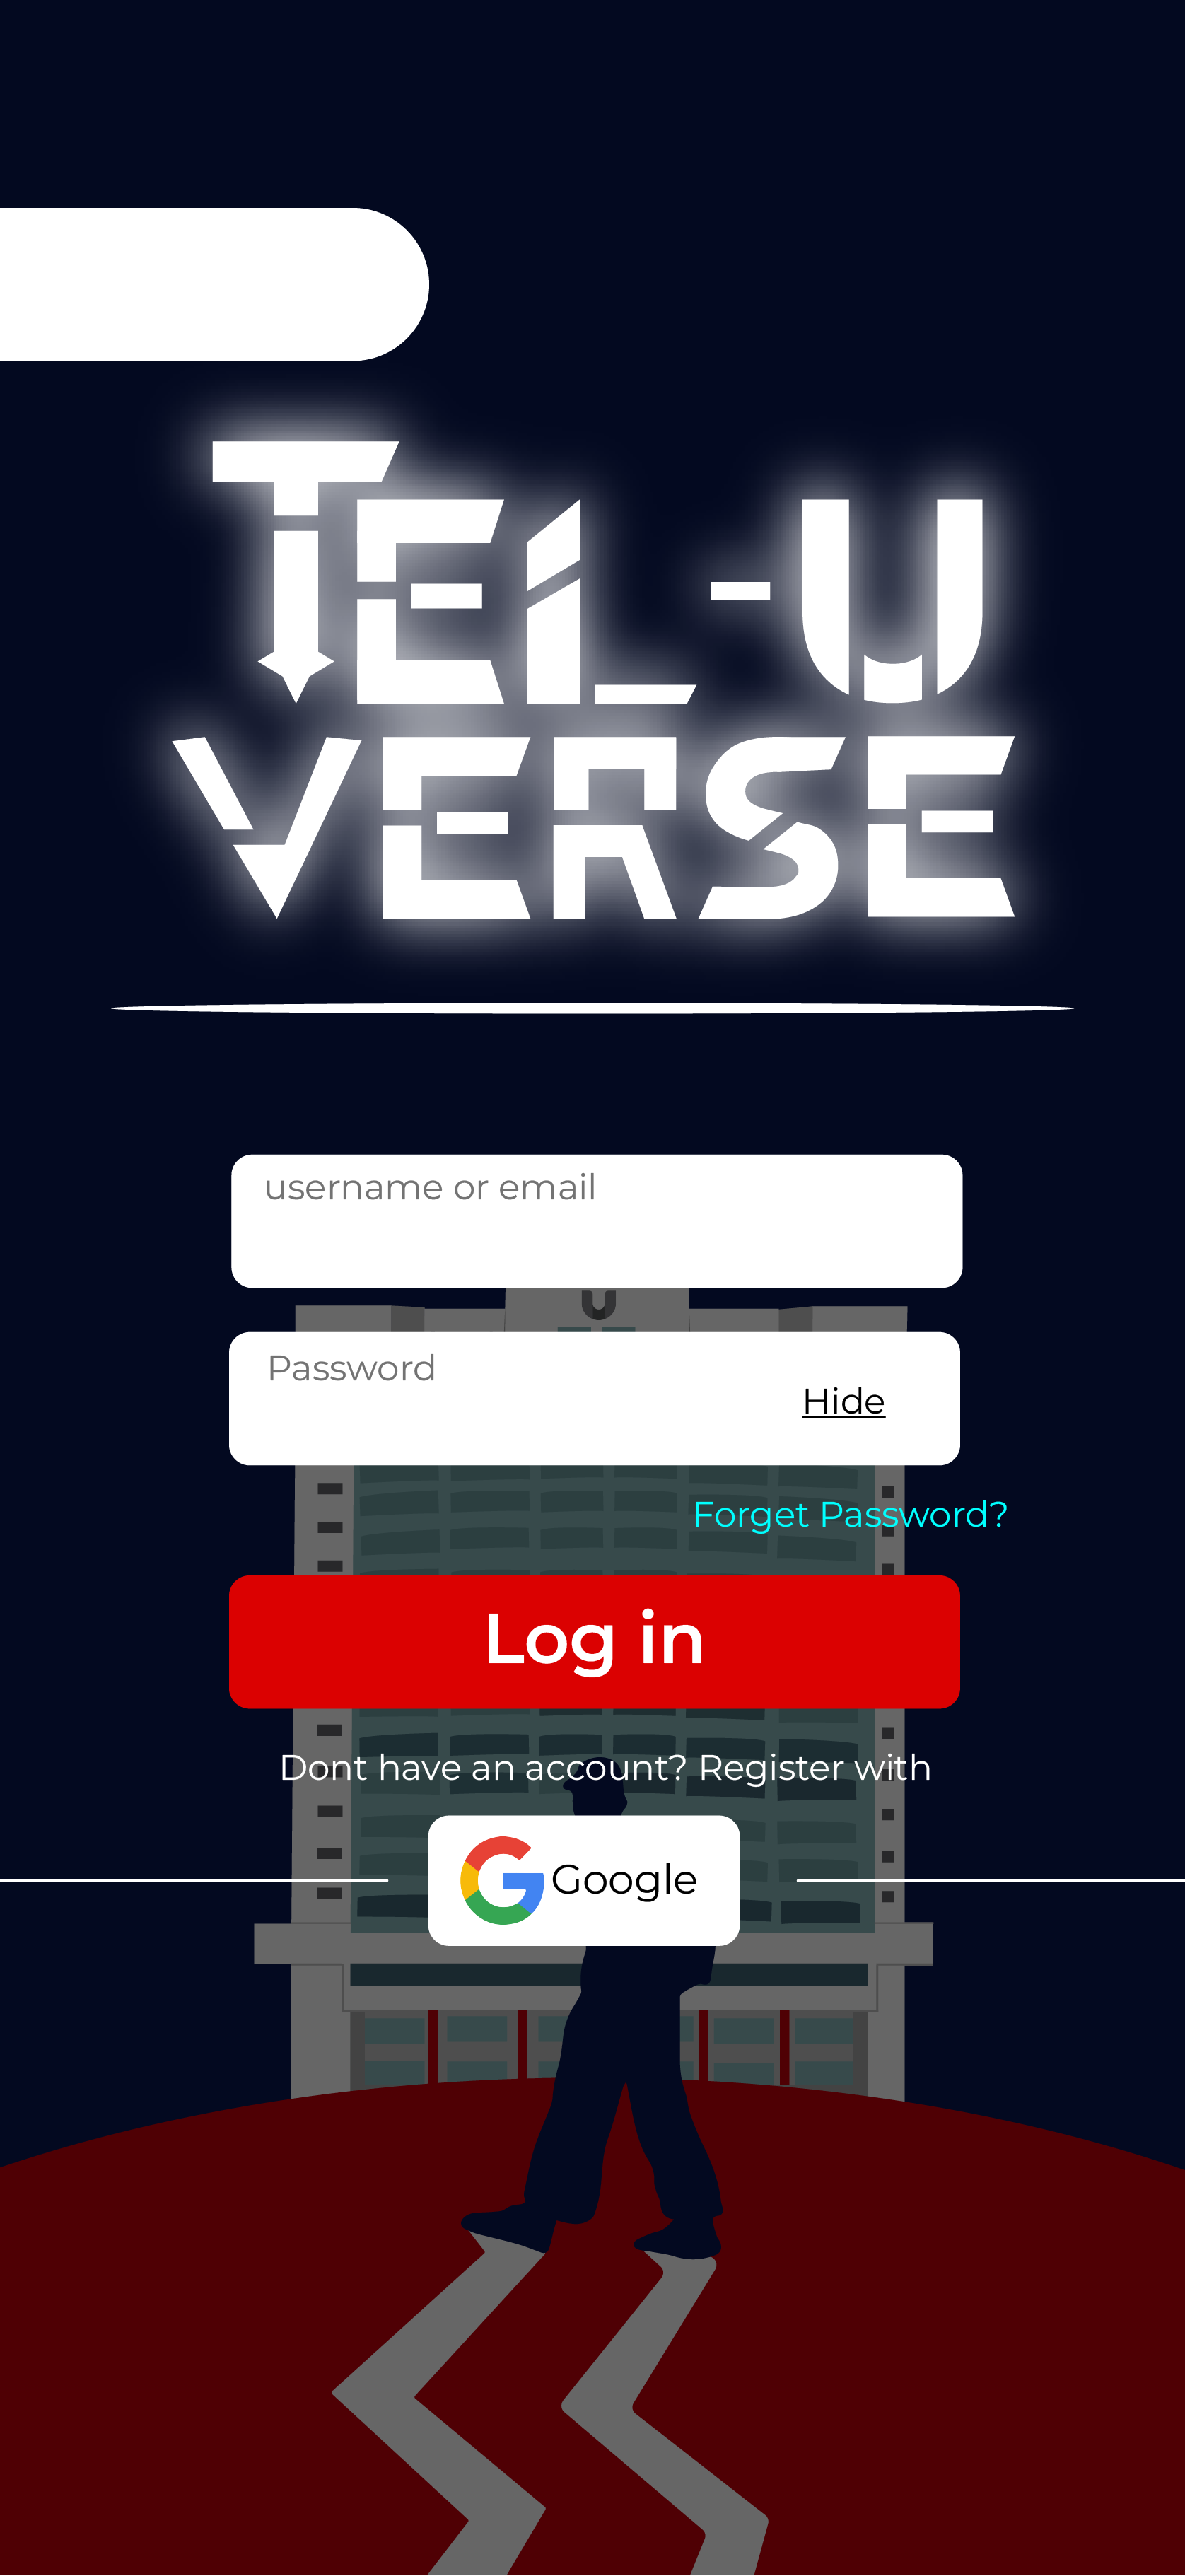 TEL-U
VERSE
username or email
Password
Hide
Forget Password?
Log in
Dont have an account? Register with
Google